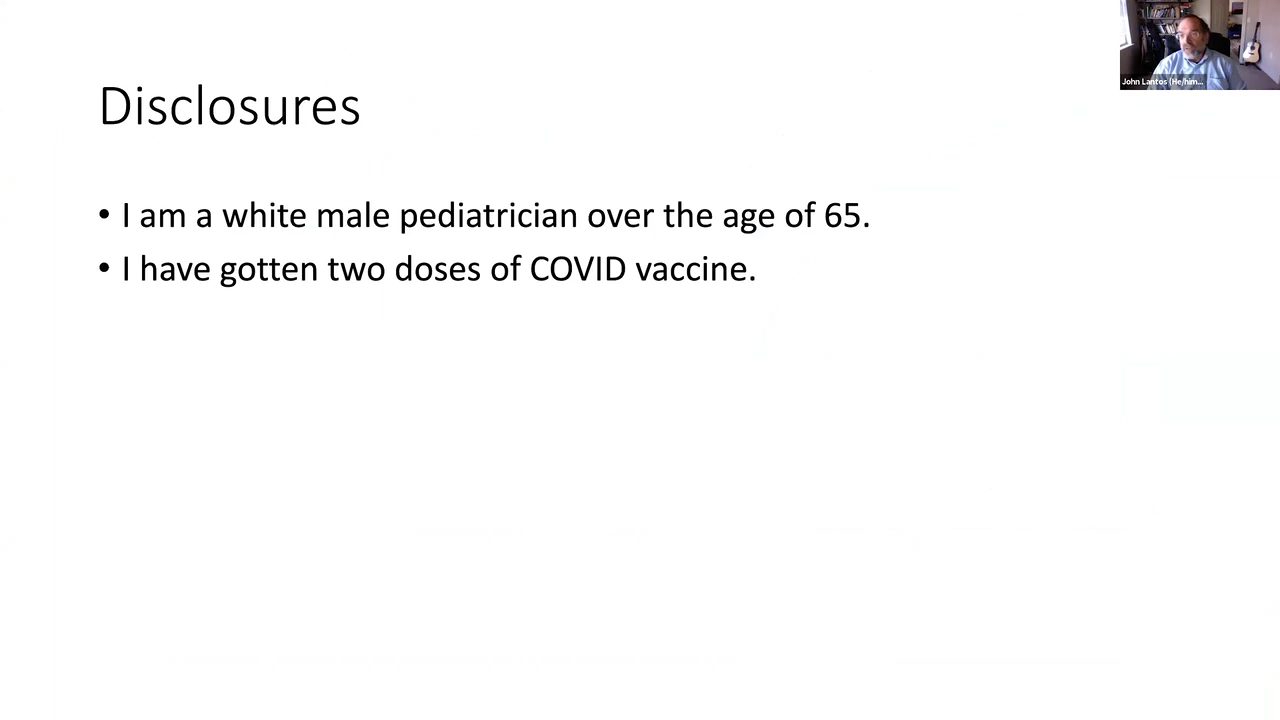 Disclosures
• I am a white male pediatrician over the age of 65.
• I have gotten two doses of COVID vaccine.
John Lantos (He/him...